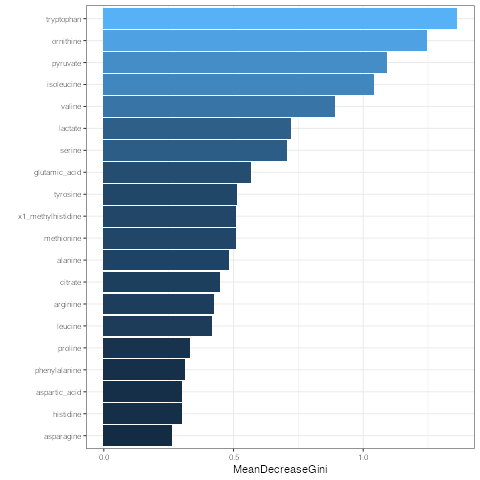 tryptophan
ornithine
pyruvate
isoleucine
valine
lactate
serine
glutamic_acid
tyrosine
x1_methylhistidine
methionine
alanine
citrate
arginine
leucine
proline
phenylalanine
aspartic_acid
histidine
asparagine
0.0 0.5 1.0
MeanDecreaseGini